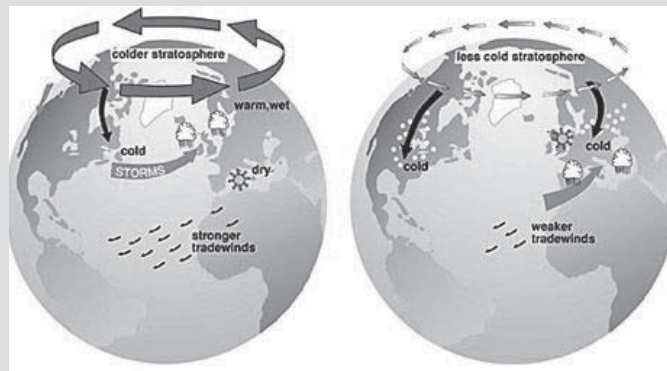 colder stratosphere
warm,wet
cold
STORMS
dry
stronger
tradewinds
less cold stratosphere
cold
cold
weaker
tradewinds